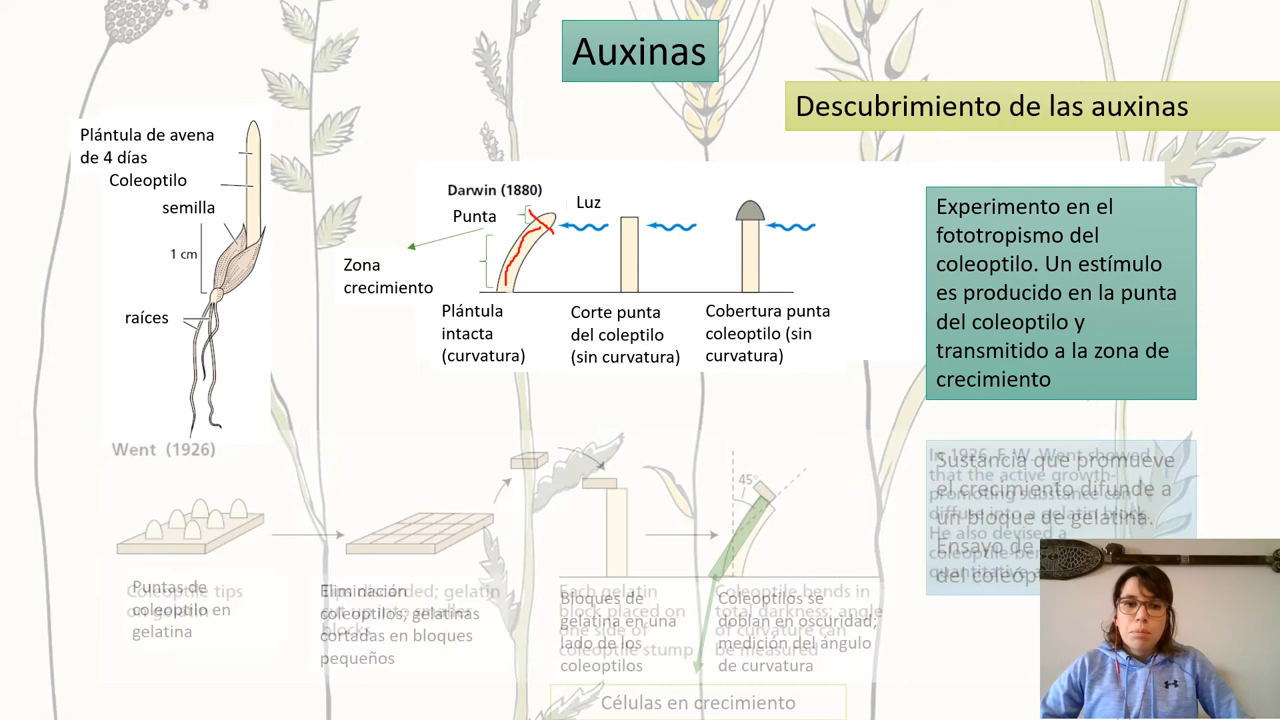 Auxinas
Descubrimiento de las auxinas
Plántula de avena
de 4 días
Coleoptilo
semilla
1 cm
raíces
Darwin (1880)
Punta
Luz
Zona
crecimiento
Plántula
intacta
(curvatura)
Corte punta
del coleptilo
(sin curvatura)
Cobertura punta
coleoptilo (sin
curvatura)
Experimento en el
fototropismo del
coleoptilo. Un estímulo
es producido en la punta
del coleoptilo y
transmitido a la zona de
crecimiento
Went (1926)
45°
Puntas de
coleoptilo en
gelatina
Eliminación
coleoptilos, gelatinas
cortadas en bloques
pequeños
Bloques de
gelatina en una
lado de los
coleoptilos
Coleoptilos se
doblan en oscuridad;
medición del ángulo
de curvatura
Sustancia que promueve
el crecimiento difunde a
un bloque de gelatina.
Ensayo de
del
Células en crecimiento